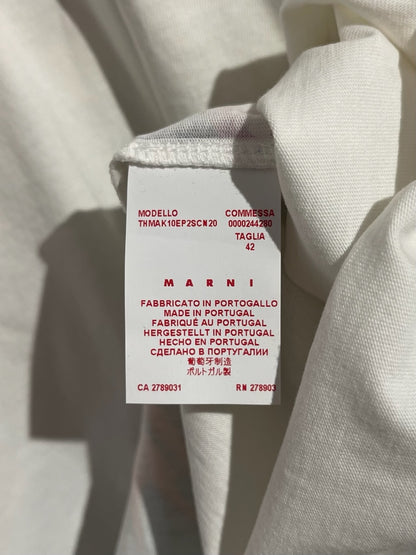 MODELLO COMMESSA
THMAK10EP2SCN20 0000244280
TAGLIA
42
MARNI
FABBRICATO IN PORTOGALLO
MADE IN PORTUGAL
FABRIQUÉ AU PORTUGAL
HERGESTELLT IN PORTUGAL
HECHO EN PORTUGAL
СДЕЛАНО В ПОРТУГАЛИИ
葡萄牙制造
ポルトガル製
CA 2789031 RN 278903